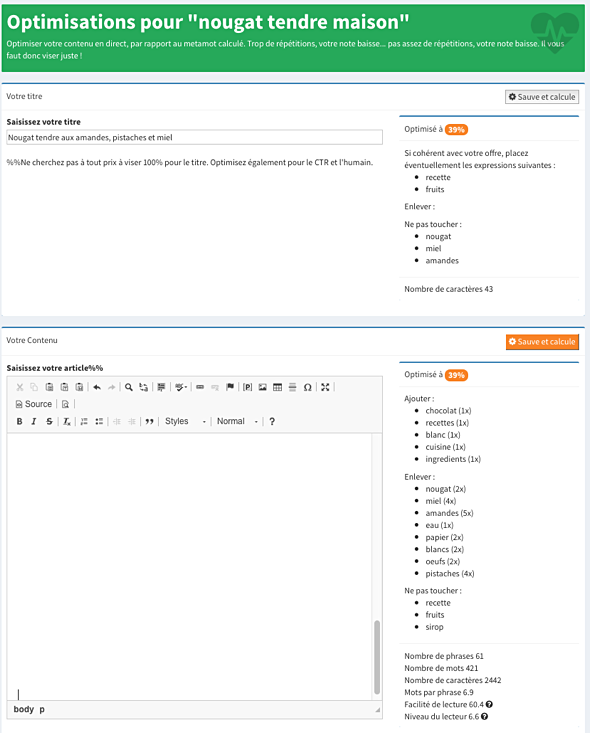 Optimisations pour "nougat tendre maison"
Optimiser votre contenu en direct, par rapport au metamot calculé. Trop de répétitions, votre note baisse... pas assez de répétitions, votre note baisse. Il vous
faut donc viser juste !
Votre titre
Sauve et calcule
Saisissez votre titre
Nougat tendre aux amandes, pistaches et miel
%%Ne cherchez pas à tout prix à viser 100% pour le titre. Optimisez également pour le CTR et l'humain.
Optimisé à 39%
Si cohérent avec votre offre, placez
éventuellement les expressions suivantes :
recette
fruits
Enlever :
Ne pas toucher :
nougat
miel
amandes
Nombre de caractères 43
Votre Contenu
Sauve et calcule
Saisissez votre article%%
Source
B I S Tx
Styles
Normal
?
body p
Optimisé à 39%
Ajouter :
chocolat (1x)
recettes (1x)
blanc (1x)
cuisine (1x)
ingredients (1x)
Enlever :
nougat (2x)
miel (4x)
amandes (5x)
eau (1x)
papier (2x)
blancs (2x)
oeufs (2x)
pistaches (4x)
Ne pas toucher :
recette
fruits
sirop
Nombre de phrases 61
Nombre de mots 421
Nombre de caractères 2442
Mots par phrase 6.9
Facilité de lecture 60.4 ?
Niveau du lecteur 6.6 ?